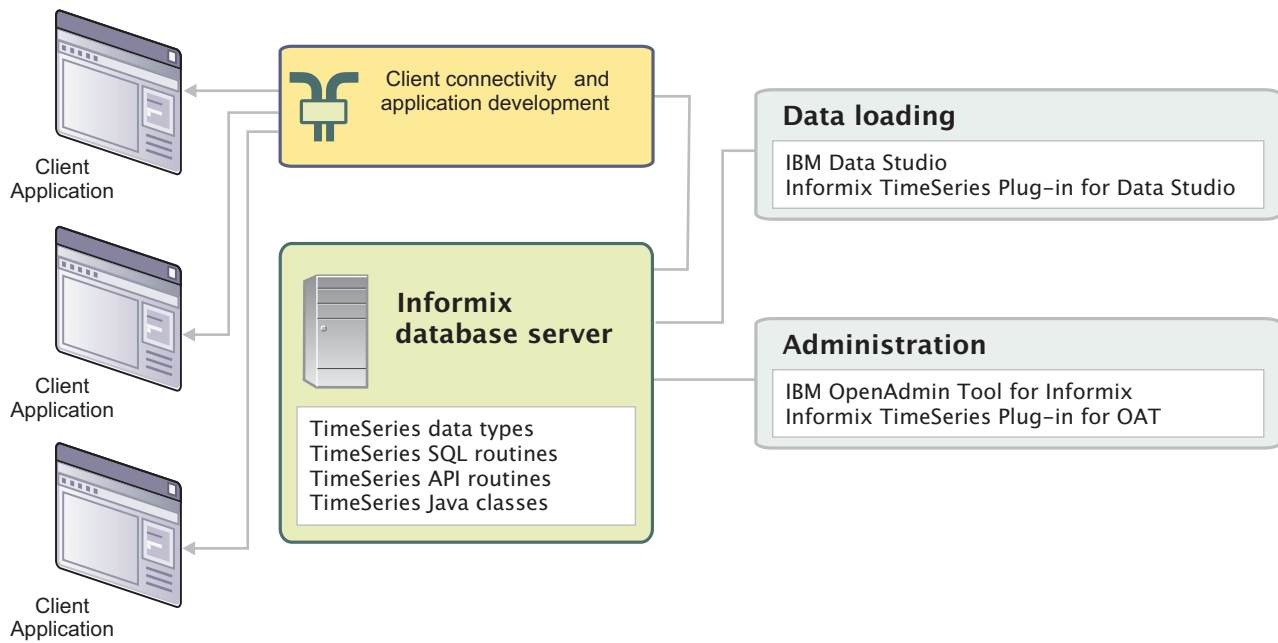 Client
Application
Client
Application
Client
Application
Client connectivity and
application development
Informix
database server
TimeSeries data types
TimeSeries SQL routines
TimeSeries API routines
TimeSeries Java classes
Data loading
IBM Data Studio
Informix TimeSeries Plug-in for Data Studio
Administration
IBM OpenAdmin Tool for Informix
Informix TimeSeries Plug-in for OAT